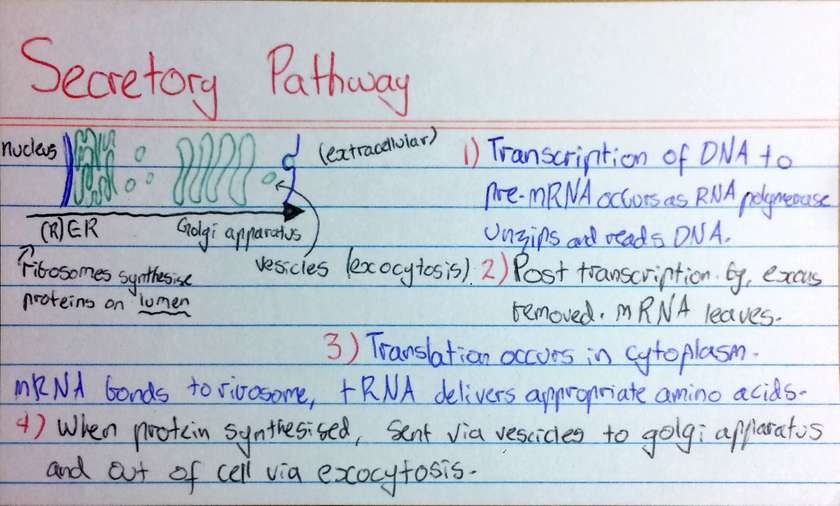 Secretory Pathway
nucleus
(extracellular)
(R)ER
Golgi apparatus
ribosomes synthesise
proteins on lumen
vesicles (exocytosis)
1) Transcription of DNA to
pre-mRNA occurs as RNA polymerase
unzips and reads DNA.
2) Post transcription. Eg, exons
removed. mRNA leaves.
3) Translation occurs in cytoplasm.
mRNA bonds to ribosome, tRNA delivers appropriate amino acids.
4) When protein synthesised, sent via vescicles to golgi apparatus
and out of cell via exocytosis.